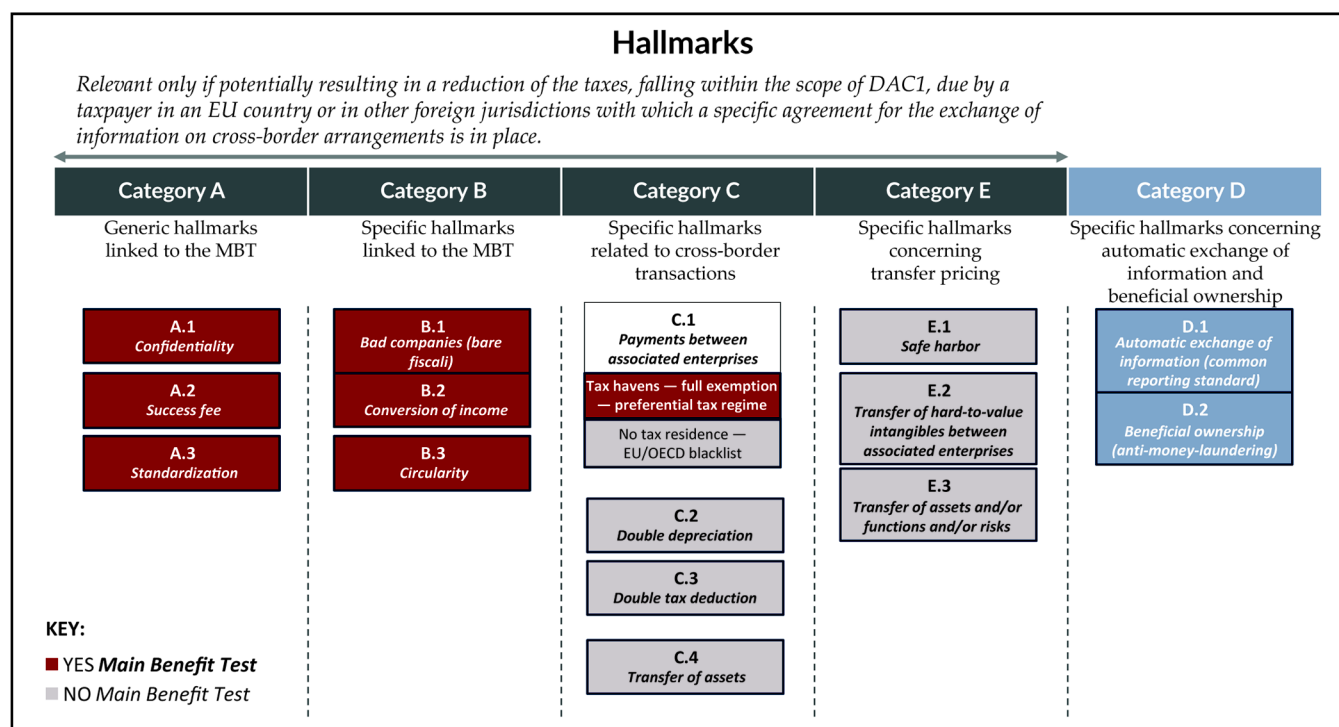 Hallmarks
Relevant only if potentially resulting in a reduction of the taxes, falling within the scope of DAC1, due by a
taxpayer in an EU country or in other foreign jurisdictions with which a specific agreement for the exchange of
information on cross-border arrangements is in place.
Category A
Generic hallmarks
linked to the MBT
A.1
Confidentiality
A.2
Success fee
A.3
Standardization
Category B
Specific hallmarks
linked to the MBT
B.1
Bad companies (bare
fiscali)
B.2
Conversion of income
B.3
Circularity
Category C
Specific hallmarks
related to cross-border
transactions
C.1
Payments between
associated enterprises
Tax havens — full exemption
— preferential tax regime
No tax residence —
EU/OECD blacklist
C.2
Double depreciation
C.3
Double tax deduction
C.4
Transfer of assets
Category E
Specific hallmarks
concerning
transfer pricing
E.1
Safe harbor
E.2
Transfer of hard-to-value
intangibles between
associated enterprises
E.3
Transfer of assets and/or
functions and/or risks
Category D
Specific hallmarks concerning
automatic exchange of
information and
beneficial ownership
D.1
Automatic exchange of
information (common
reporting standard)
D.2
Beneficial ownership
(anti-money-laundering)
KEY:
YES Main Benefit Test
NO Main Benefit Test